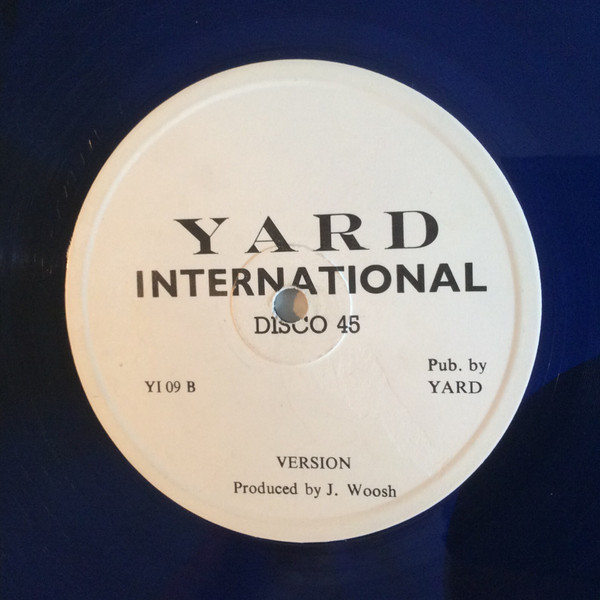 YARD
INTERNATIONAL
DISCO 45
YI 09 B
Pub. by
YARD
VERSION
Produced by J. Woosh